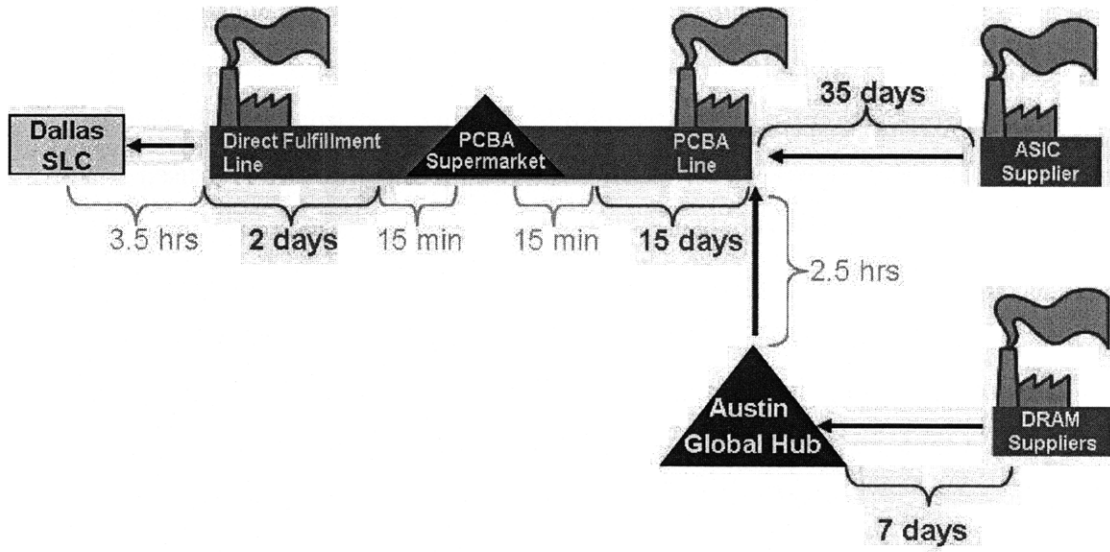 35 days
Dallas
SLC
Direct Fulfillment
Line
PCBA
Supermarket
PCBA
Line
ASIC
Supplier
3.5 hrs
2 days
15 min
15 min
15 days
2.5 hrs
Austin
Global Hub
DRAM
Suppliers
7 days